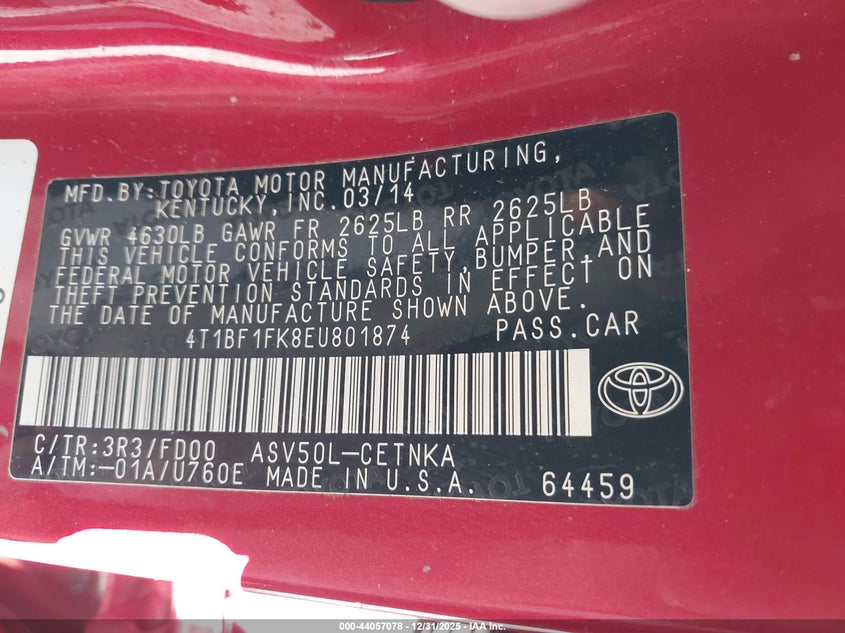 MFD.BY:TOYOTA MOTOR MANUFACTURING,
KENTUCKY, INC. 03/14
GVWR 4630LB GAWR FR 2625LB RR 2625LB
THIS VEHICLE CONFORMS TO ALL APPLICABLE
FEDERAL MOTOR VEHICLE SAFETY, BUMPER, AND
THEFT PREVENTION STANDARDS IN EFFECT ON
THE DATE OF MANUFACTURE SHOWN ABOVE.
4T1BF1FK8EU801874 PASS.CAR
C/TR:3R3/FD00 ASV50L-CETNKA
A/TM:-01A/U760E MADE IN U.S.A. 64459
000-44057078 - 12/31/2025 - IAA Inc.